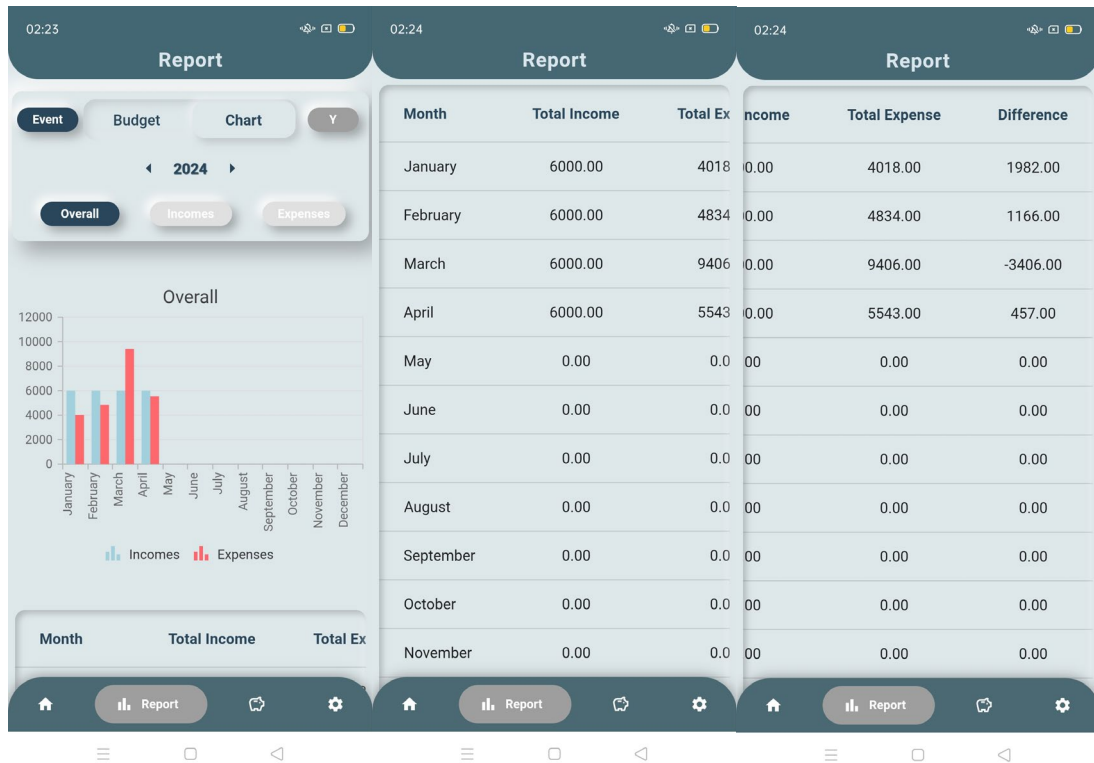 02:23
Report
Event Budget Chart Y
2024
Overall Incomes Expenses
Overall
12000
10000
8000
6000
4000
2000
0
January February March April May June July August September October November December
Incomes Expenses
Month Total Income Total Ex
Report
02:24
Report
Month Total Income Total Ex
January 6000.00 4018
February 6000.00 4834
March 6000.00 9406
April 6000.00 5543
May 0.00 0.0
June 0.00 0.0
July 0.00 0.0
August 0.00 0.0
September 0.00 0.0
October 0.00 0.0
November 0.00 0.0
Report
02:24
Report
ncome Total Expense Difference
0.00 4018.00 1982.00
0.00 4834.00 1166.00
0.00 9406.00 -3406.00
0.00 5543.00 457.00
00 0.00 0.00
00 0.00 0.00
00 0.00 0.00
00 0.00 0.00
00 0.00 0.00
00 0.00 0.00
00 0.00 0.00
Report